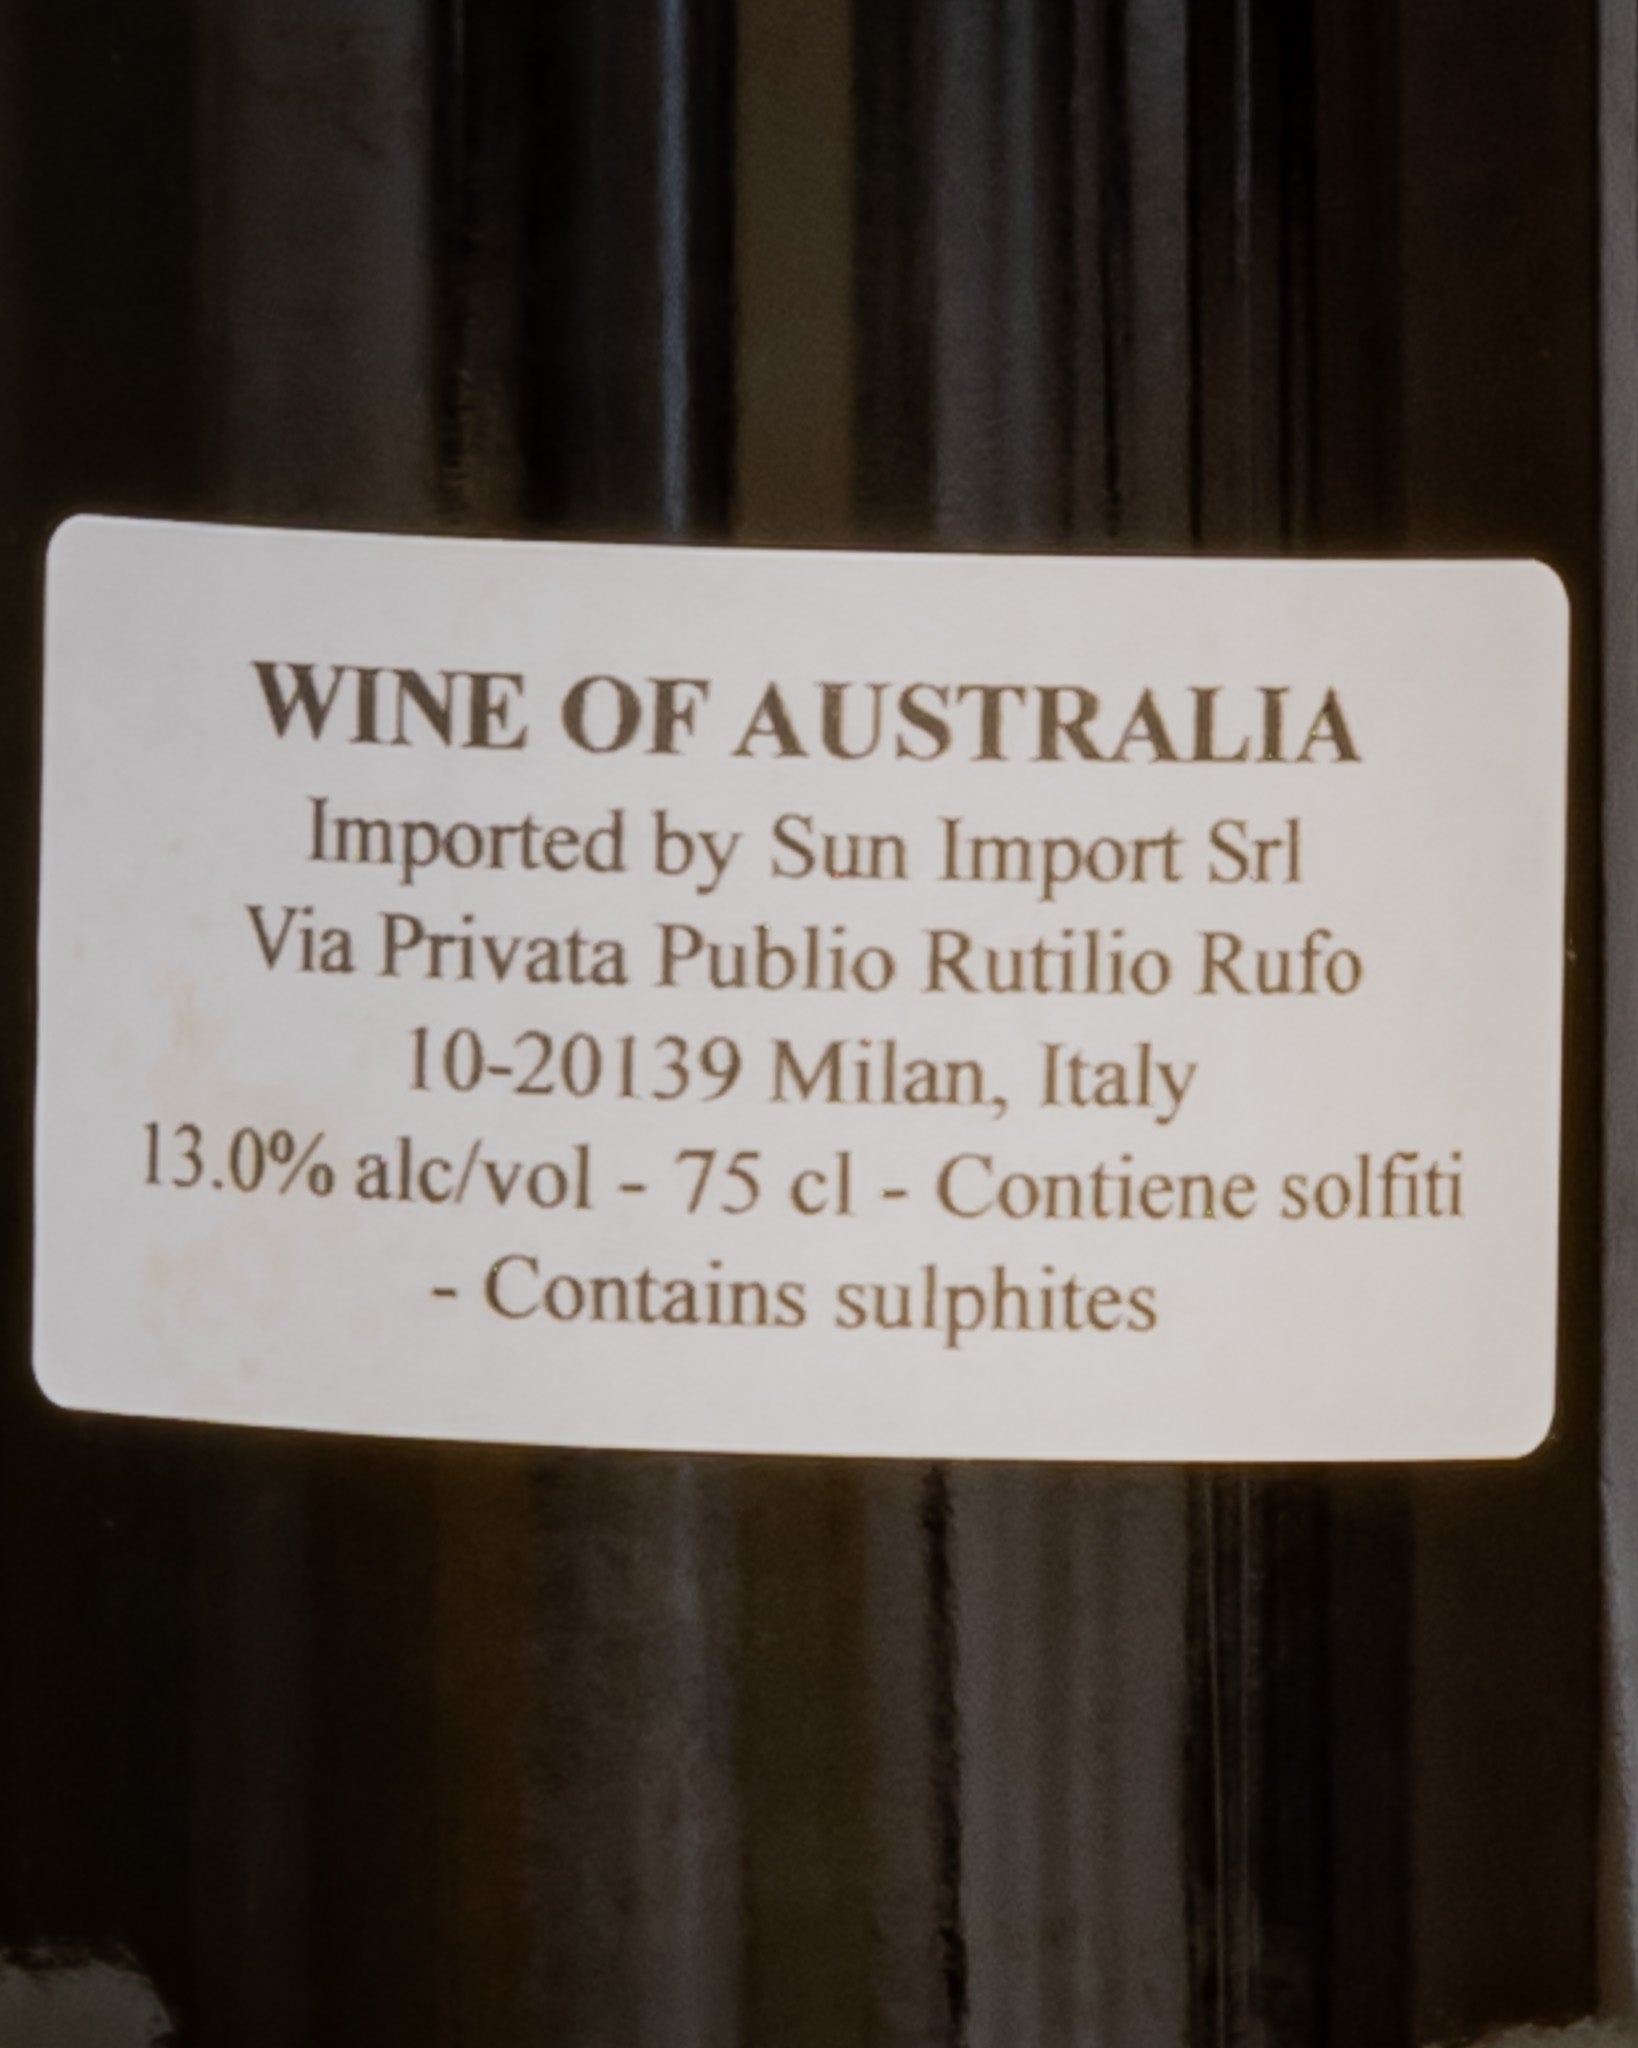 WINE OF AUSTRALIA
Imported by Sun Import Srl
Via Privata Publio Rutilio Rufo
10-20139 Milan, Italy
13.0% alc/vol - 75 cl - Contiene solfiti
- Contains sulphites